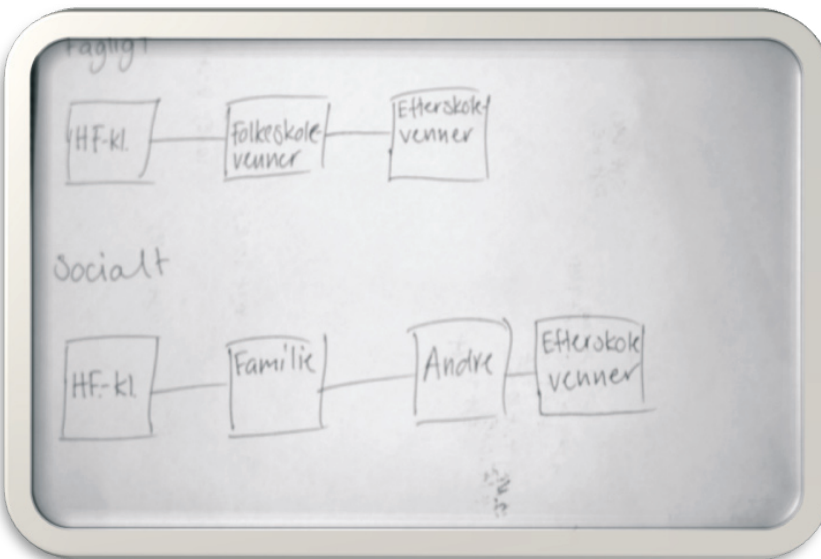 Fagligt
HF-kl.
Folkeskole-
venner
Efterskole
venner
Socialt
HF-kl.
Familie
Andre
Efterskole
venner